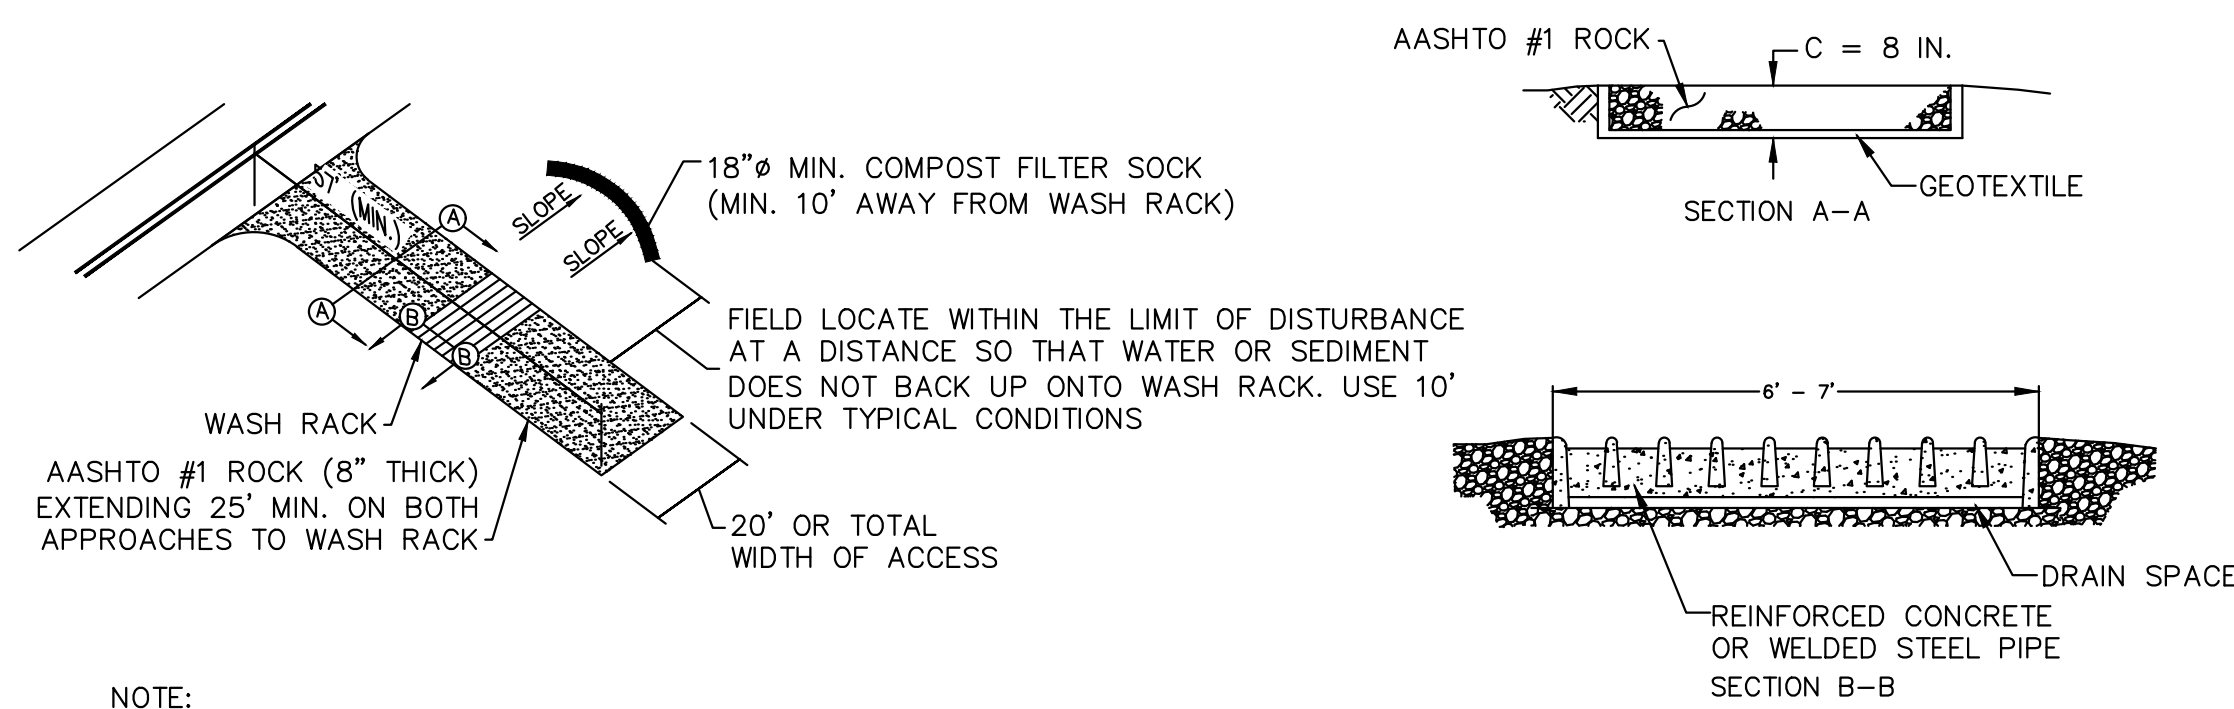 AASHTO #1 ROCK
C = 8 IN.
GEOTEXTILE
SECTION A-A
18"ø MIN. COMPOST FILTER SOCK
(MIN. 10' AWAY FROM WASH RACK)
SLOPE
SLOPE
(MIN.)
A
A
B
B
FIELD LOCATE WITHIN THE LIMIT OF DISTURBANCE
AT A DISTANCE SO THAT WATER OR SEDIMENT
DOES NOT BACK UP ONTO WASH RACK. USE 10'
UNDER TYPICAL CONDITIONS
WASH RACK
AASHTO #1 ROCK (8" THICK)
EXTENDING 25' MIN. ON BOTH
APPROACHES TO WASH RACK
20' OR TOTAL
WIDTH OF ACCESS
6' - 7'
DRAIN SPACE
REINFORCED CONCRETE
OR WELDED STEEL PIPE
SECTION B-B
NOTE: